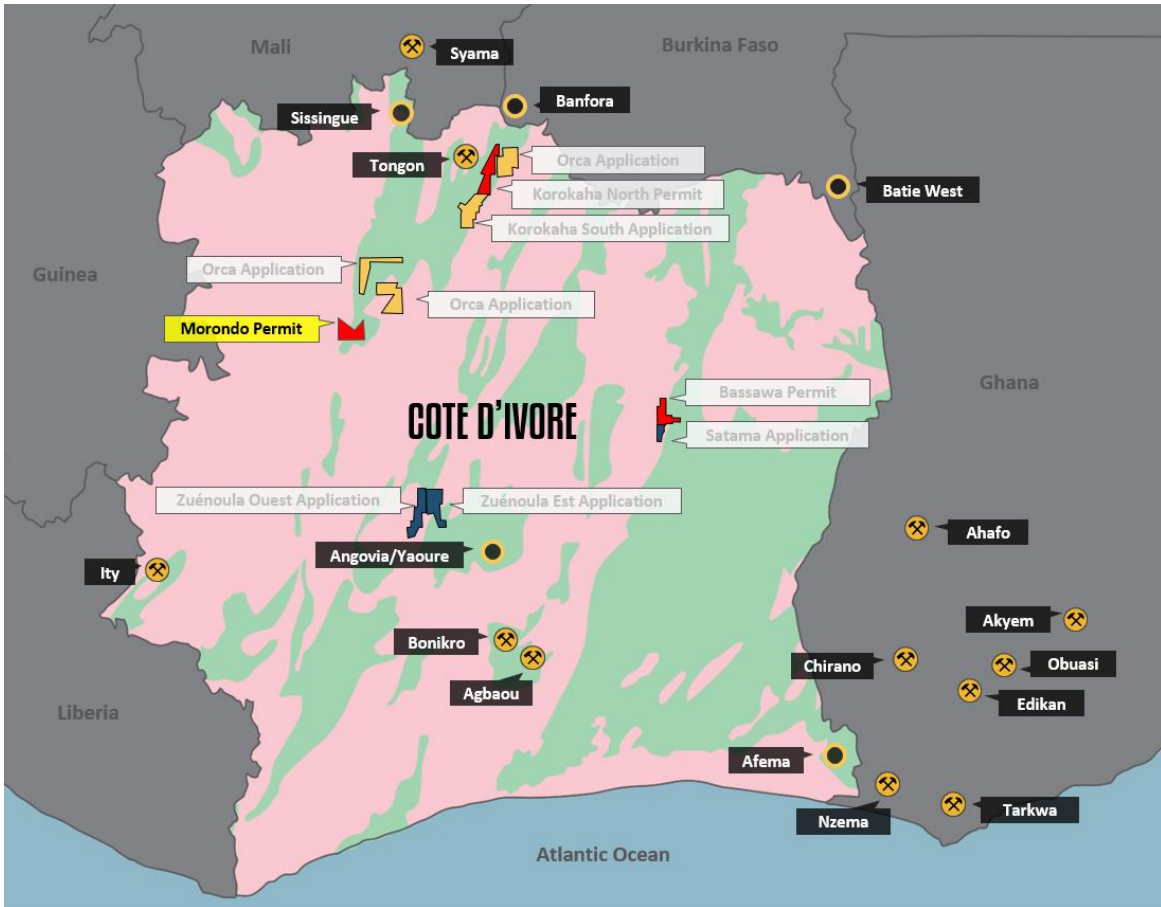 Mali
Burkina Faso
Syama
Banfora
Sissingue
Tongon
Orca Application
Korokaha North Permit
Batie West
Korokaha South Application
Guinea
Orca Application
Orca Application
Morondo Permit
Ghana
Bassawa Permit
COTE D'IVORE
Satama Application
Zuénoula Ouest Application
Zuénoula Est Application
Ahafo
Angovia/Yaoure
Ity
Akyem
Bonikro
Chirano
Obuasi
Agbaou
Edikan
Liberia
Afema
Nzema
Tarkwa
Atlantic Ocean